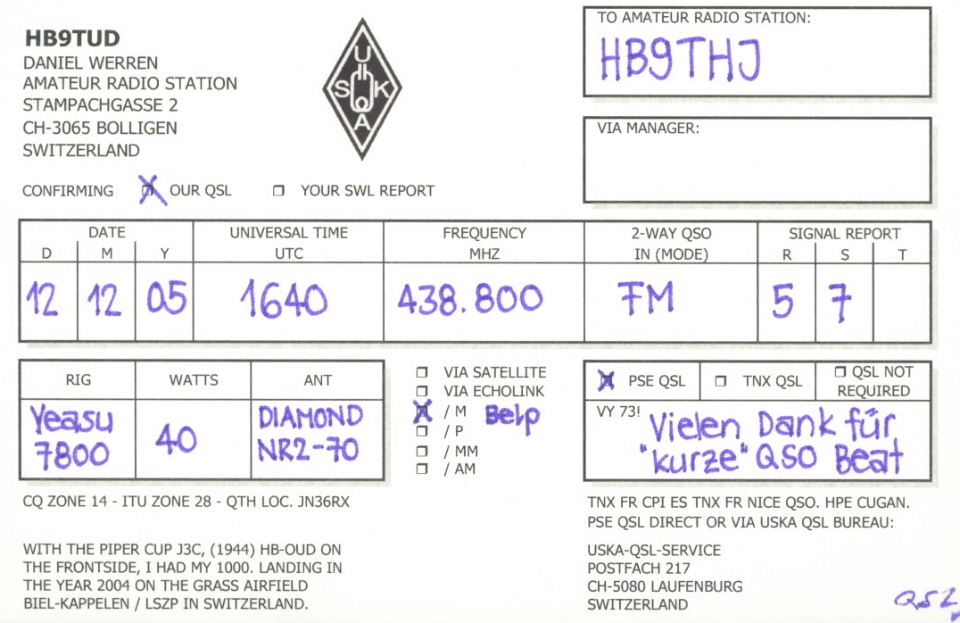 HB9TUD
DANIEL WERREN
AMATEUR RADIO STATION
STAMPACHGASSE 2
CH-3065 BOLLIGEN
SWITZERLAND
USKA
TO AMATEUR RADIO STATION:
HB9THJ
VIA MANAGER:
CONFIRMING X OUR QSL YOUR SWL REPORT
DATE UNIVERSAL TIME FREQUENCY 2-WAY QSO SIGNAL REPORT
D M Y UTC MHZ IN (MODE) R S T
12 12 05 1640 438.800 FM 5 7
RIG WATTS ANT
Yeasu 40 DIAMOND
7800 NR2-70
VIA SATELLITE
VIA ECHOLINK
X / M Belp
/ P
/ MM
/ AM
X PSE QSL TNX QSL QSL NOT
REQUIRED
VY 73! Vielen Dank für
"kurze" QSO Beat
CQ ZONE 14 - ITU ZONE 28 - QTH LOC. JN36RX
WITH THE PIPER CUP J3C, (1944) HB-OUD ON
THE FRONTSIDE, I HAD MY 1000. LANDING IN
THE YEAR 2004 ON THE GRASS AIRFIELD
BIEL-KAPPELEN / LSZP IN SWITZERLAND.
TNX FR CPI ES TNX FR NICE QSO. HPE CUGAN.
PSE QSL DIRECT OR VIA USKA QSL BUREAU:
USKA-QSL-SERVICE
POSTFACH 217
CH-5080 LAUFENBURG
SWITZERLAND